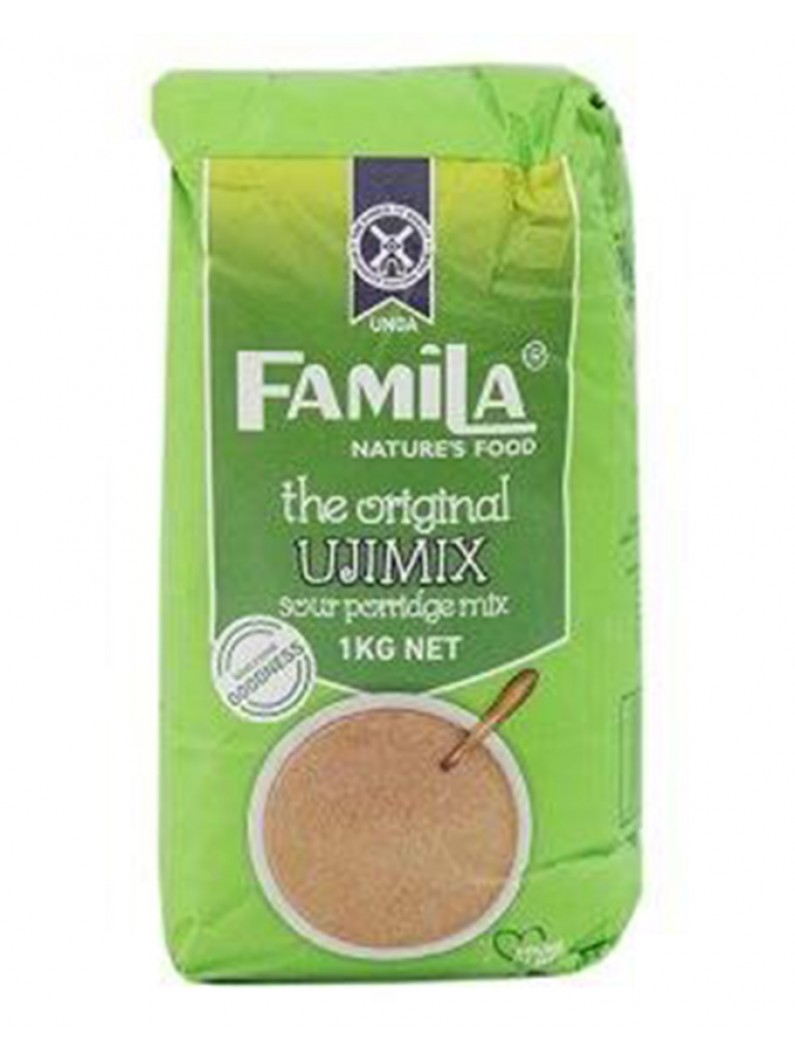 UNGA
FAMILA®
NATURE'S FOOD
the original
UJIMIX
sour porridge mix
1KG NET
GOODNESS